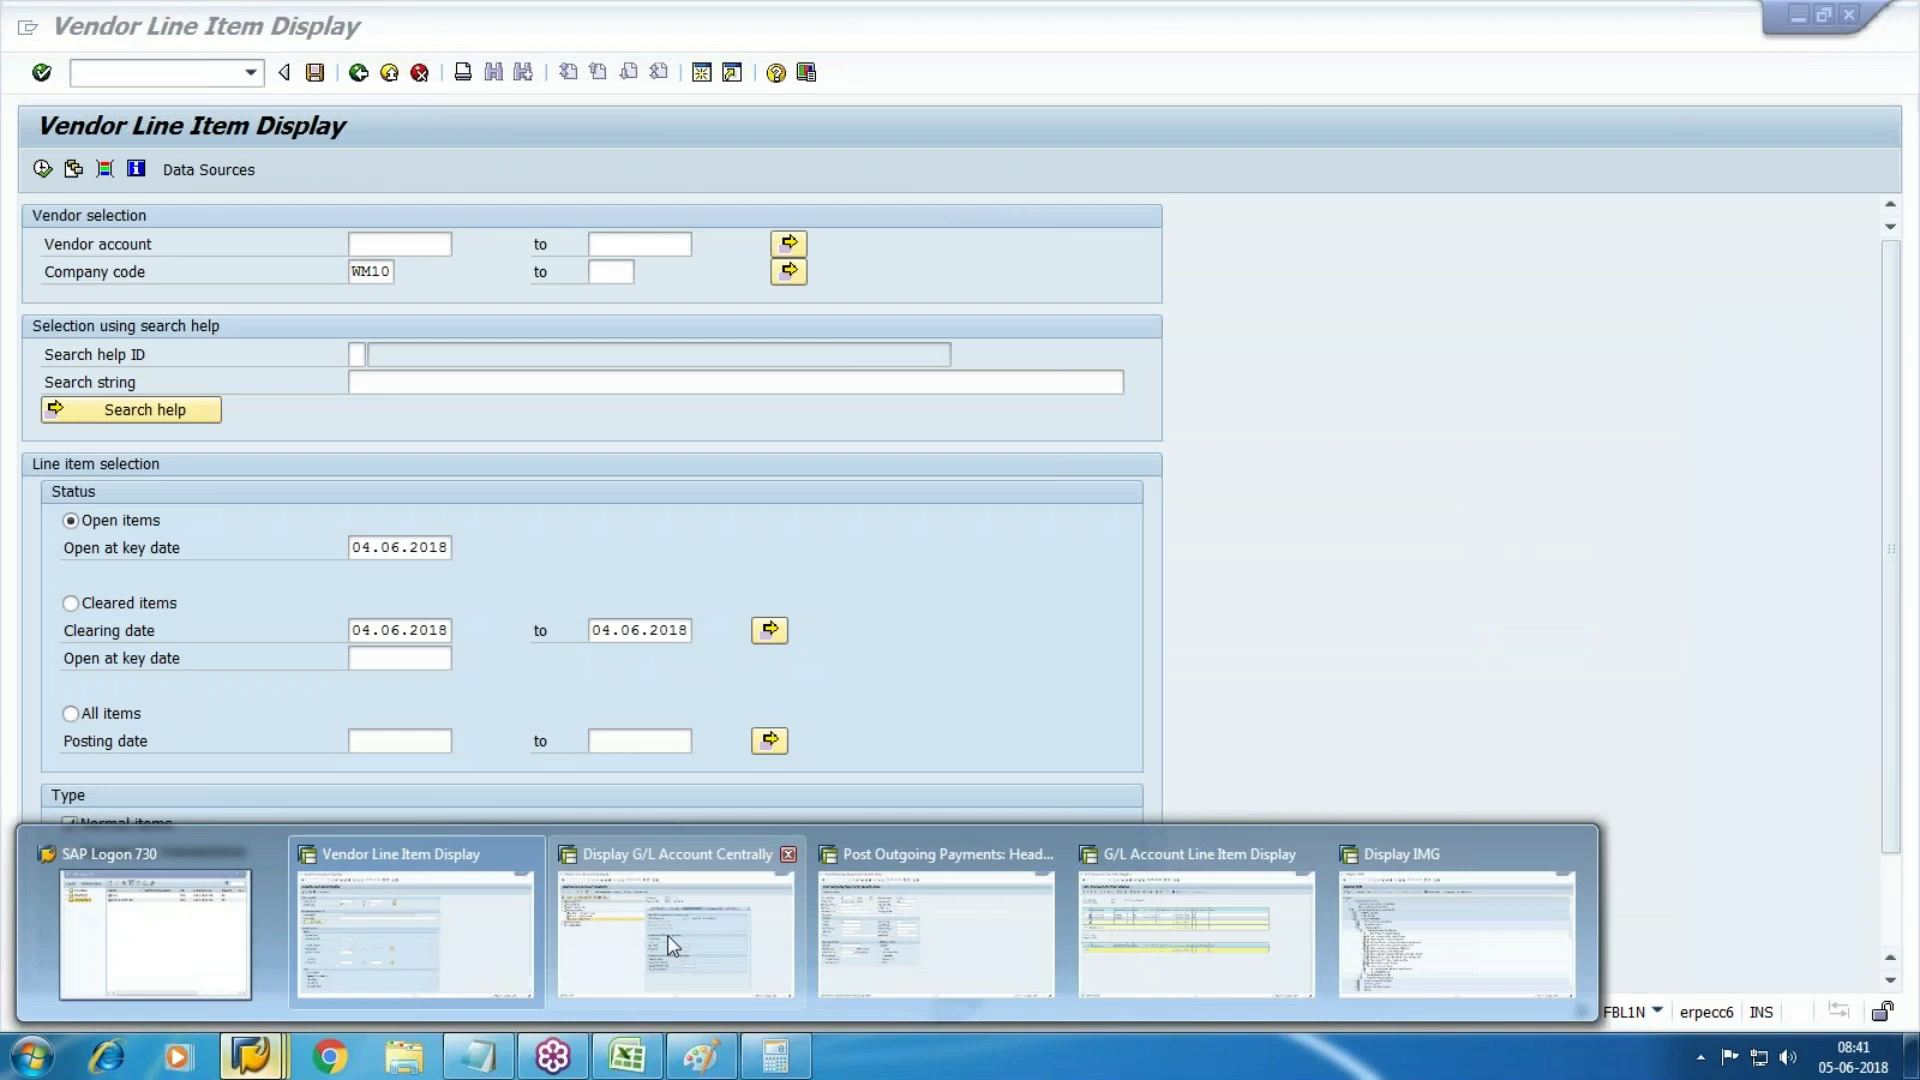 Vendor Line Item Display
Vendor Line Item Display
Data Sources
Vendor selection
Vendor account to
Company code WM10 to
Selection using search help
Search help ID
Search string
Search help
Line item selection
Status
Open items
Open at key date 04.06.2018
Cleared items
Clearing date 04.06.2018 to 04.06.2018
Open at key date
All items
Posting date to
Type
Normal items
SAP Logon 730 Vendor Line Item Display Display G/L Account Centrally Post Outgoing Payments: Head... G/L Account Line Item Display Display IMG
FBL1N erpecc6 INS
08:41
05-06-2018